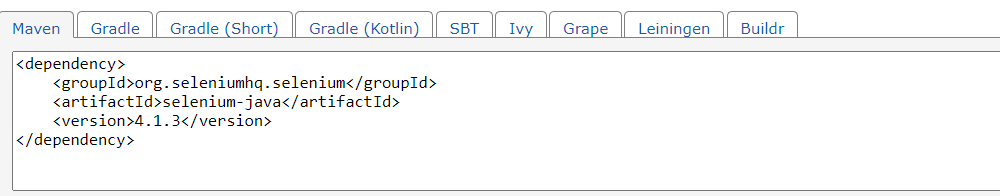 Maven Gradle Gradle (Short) Gradle (Kotlin) SBT Ivy Grape Leiningen Buildr
<dependency>
    <groupId>org.seleniumhq.selenium</groupId>
    <artifactId>selenium-java</artifactId>
    <version>4.1.3</version>
</dependency>